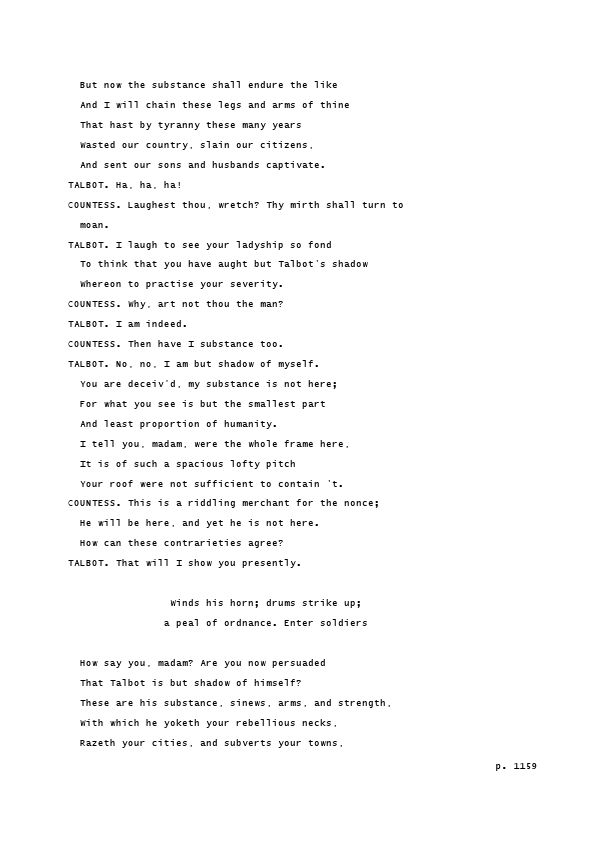 But now the substance shall endure the like
And I will chain these legs and arms of thine
That hast by tyranny these many years
Wasted our country, slain our citizens,
And sent our sons and husbands captivate.
TALBOT. Ha, ha, ha!
COUNTESS. Laughest thou, wretch? Thy mirth shall turn to
moan.
TALBOT. I laugh to see your ladyship so fond
To think that you have aught but Talbot's shadow
Whereon to practise your severity.
COUNTESS. Why, art not thou the man?
TALBOT. I am indeed.
COUNTESS. Then have I substance too.
TALBOT. No, no, I am but shadow of myself.
You are deceiv'd, my substance is not here;
For what you see is but the smallest part
And least proportion of humanity.
I tell you, madam, were the whole frame here,
It is of such a spacious lofty pitch
Your roof were not sufficient to contain 't.
COUNTESS. This is a riddling merchant for the nonce;
He will be here, and yet he is not here.
How can these contrarieties agree?
TALBOT. That will I show you presently.
Winds his horn; drums strike up;
a peal of ordnance. Enter soldiers
How say you, madam? Are you now persuaded
That Talbot is but shadow of himself?
These are his substance, sinews, arms, and strength,
With which he yoketh your rebellious necks,
Razeth your cities, and subverts your towns,
p. 1159